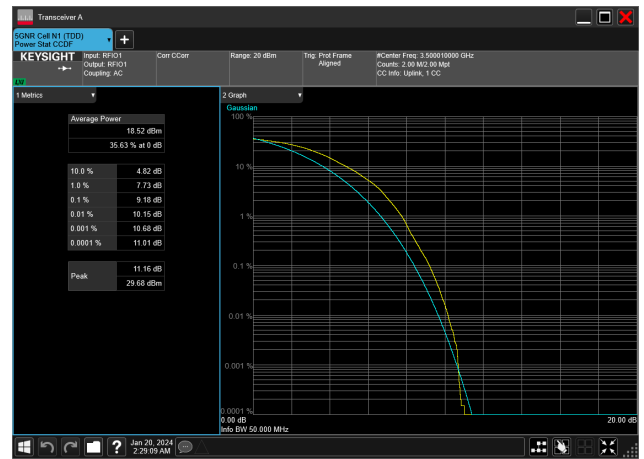 Transceiver A
5GNR Cell N1 (TDD)
Power Stat CCDF
KEYSIGHT
LXI
Input: RFIO1
Output: RFIO1
Coupling: AC
Corr CCorr
Range: 20 dBm
Trig: Prot Frame
Aligned
#Center Freq: 3.500010000 GHz
Counts: 2.00 M/2.00 Mpt
CC Info: Uplink, 1 CC
1 Metrics
Average Power
18.52 dBm
35.63 % at 0 dB
10.0 % 4.82 dB
1.0 % 7.73 dB
0.1 % 9.18 dB
0.01 % 10.15 dB
0.001 % 10.68 dB
0.0001 % 11.01 dB
Peak
11.16 dB
29.68 dBm
2 Graph
Gaussian
100 %
10 %
1 %
0.1 %
0.01 %
0.001 %
0.0001 %
0.00 dB
20.00 dB
Info BW 50.000 MHz
Jan 20, 2024
2:29:09 AM